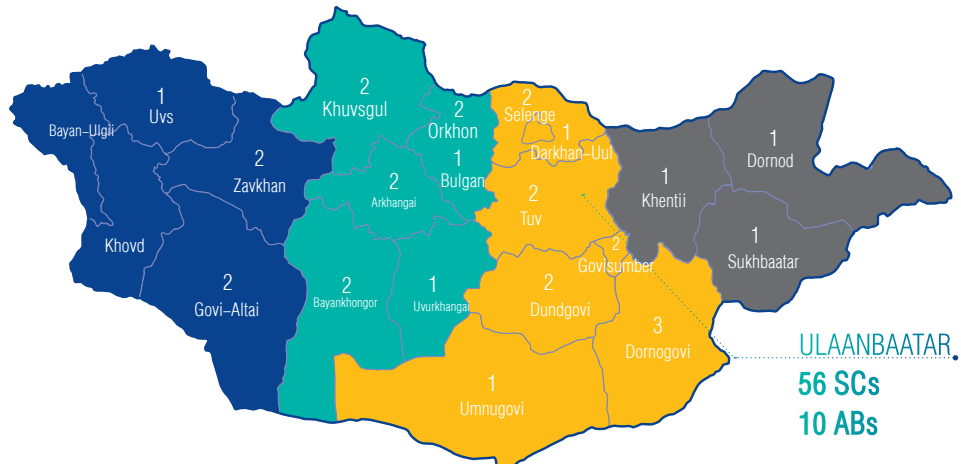 Bayan–Ulgii
1
Uvs
2
Zavkhan
Khovd
2
Govi–Altai
2
Khuvsgul
2
Orkhon
1
Bulgan
2
Arkhangai
2
Bayankhongor
1
Uvurkhangai
2
Selenge
1
Darkhan–Uul
2
Tuv
2
Govisumber
2
Dundgovi
3
Dornogovi
1
Umnugovi
1
Khentii
1
Dornod
1
Sukhbaatar
ULAANBAATAR
56 SCs
10 ABs